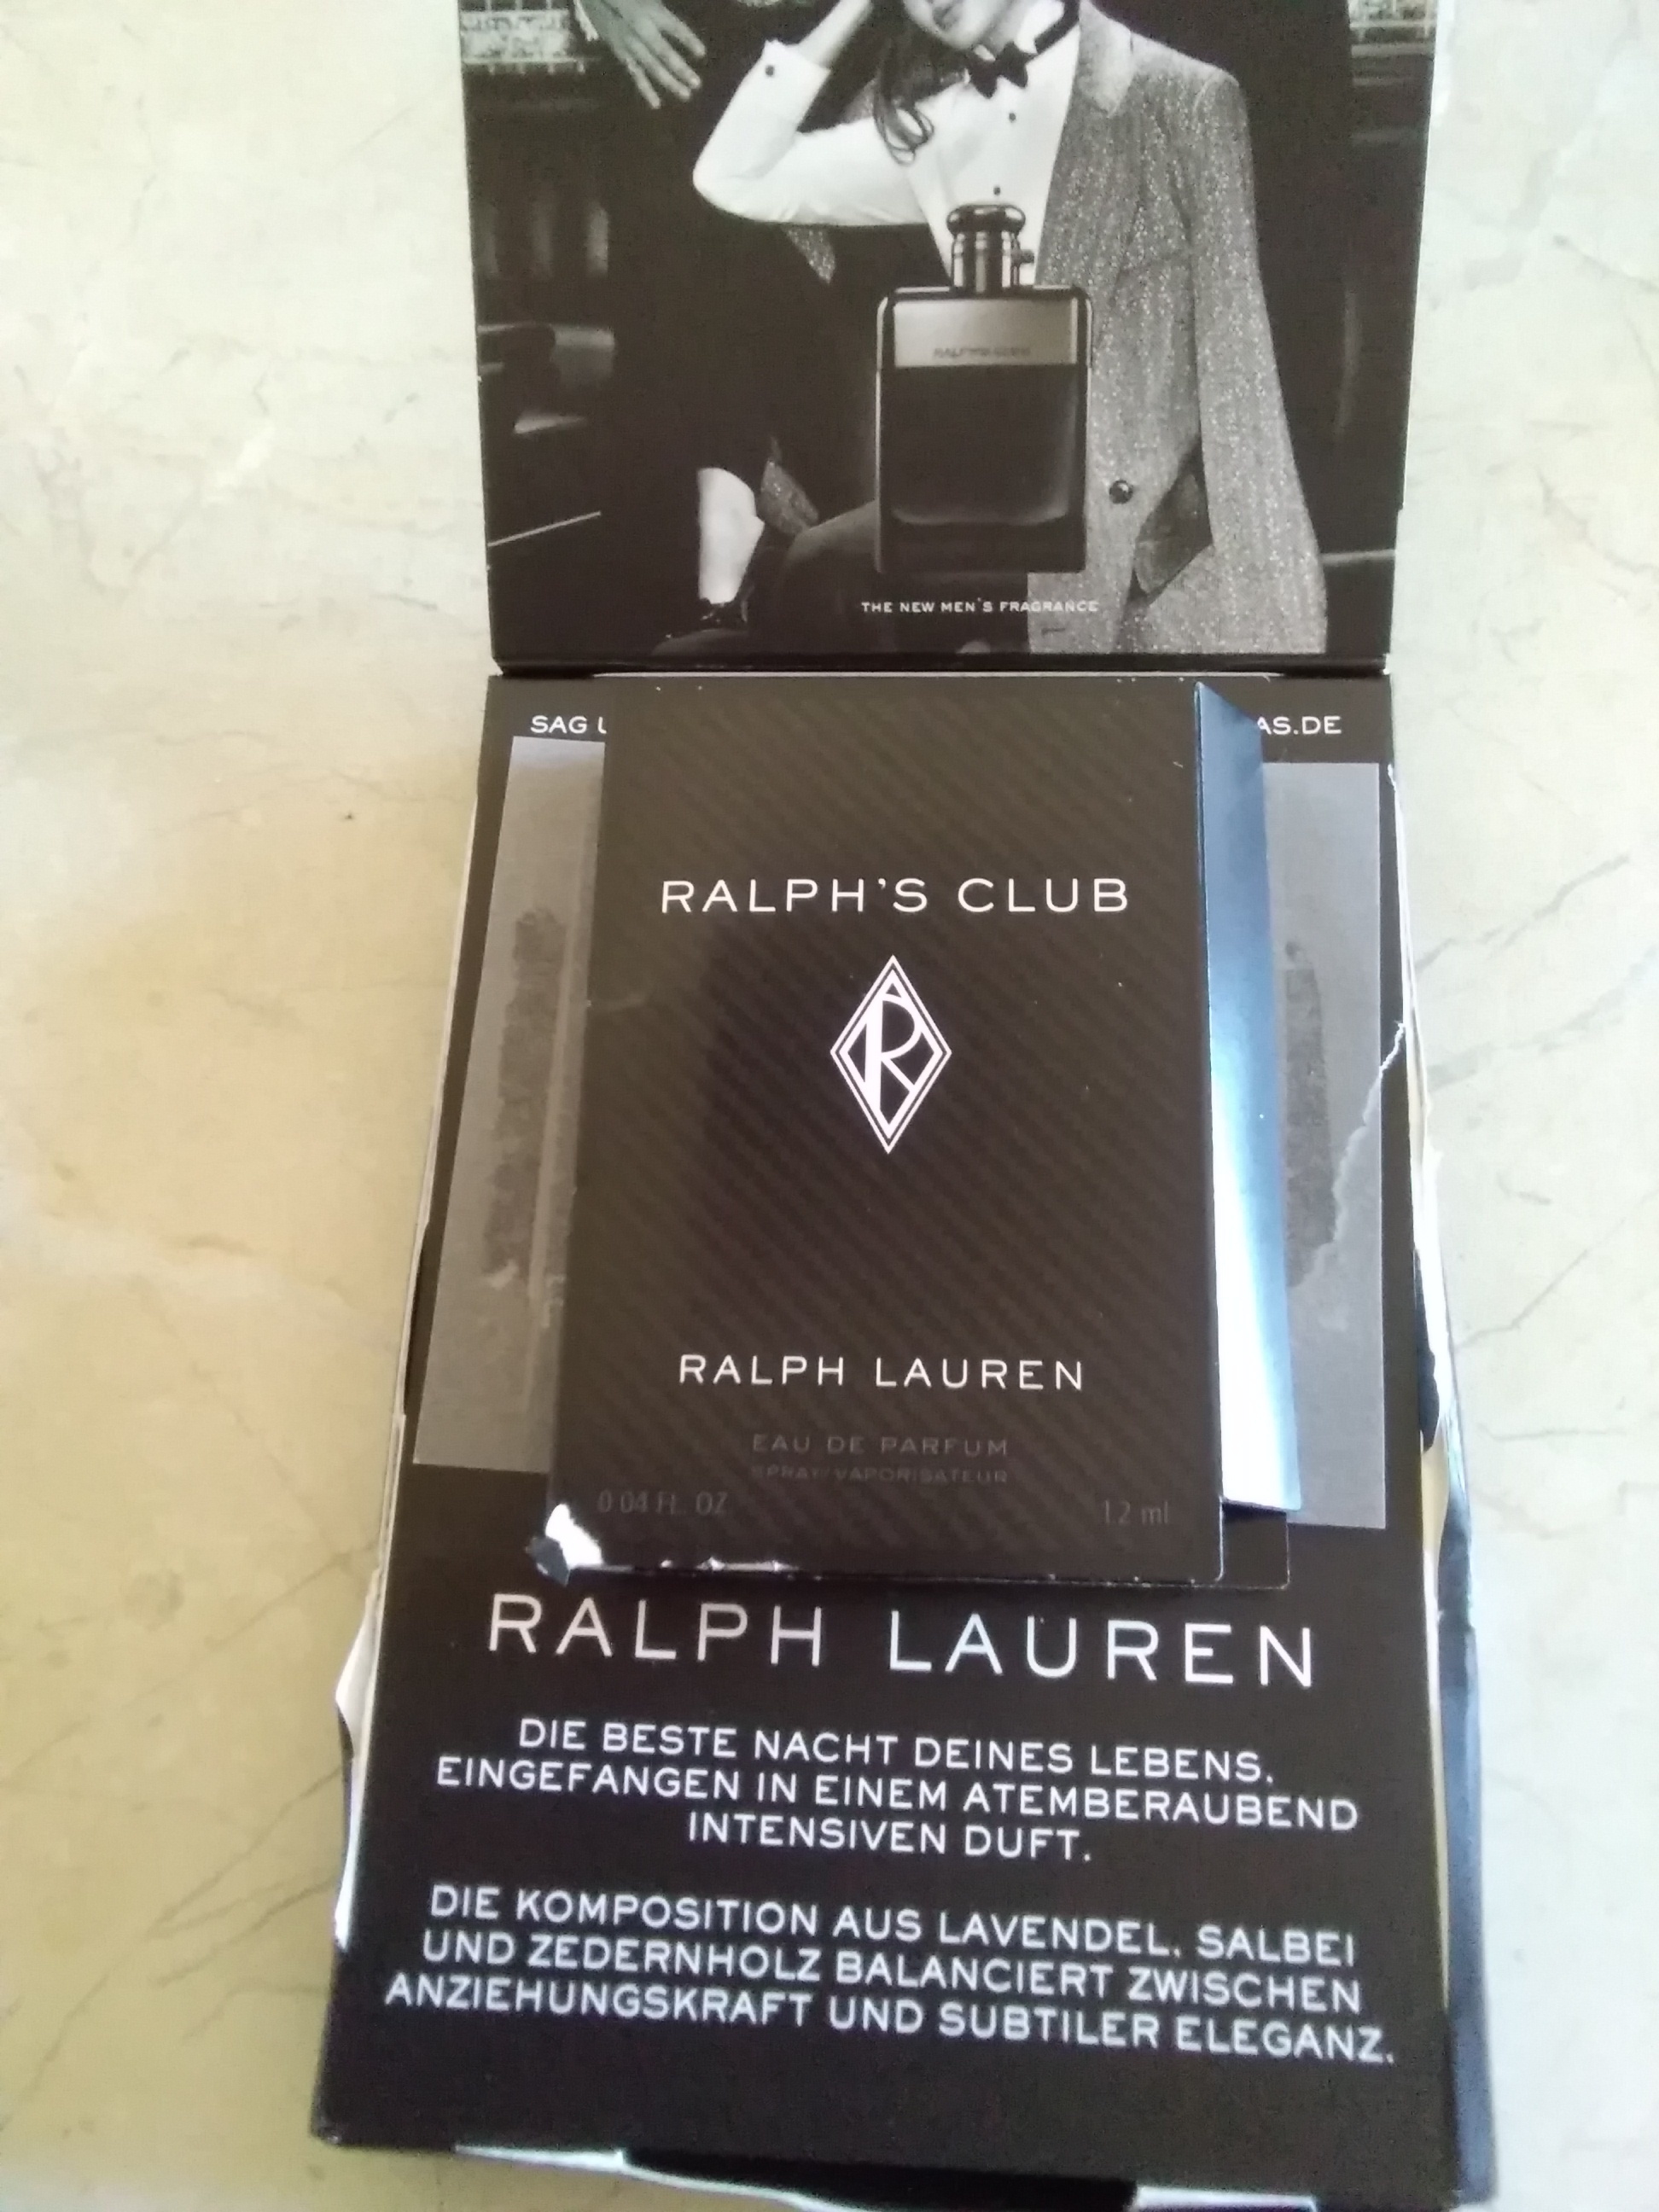 RALPH LAUREN
THE NEW MEN'S FRAGRANCE
SAG
AS.DE
RALPH'S CLUB
R
RALPH LAUREN
EAU DE PARFUM
SPRAY/VAPORISATEUR
0.04 FL. OZ 1.2 ml
RALPH LAUREN
DIE BESTE NACHT DEINES LEBENS.
EINGEFANGEN IN EINEM ATEMBERAUBEND
INTENSIVEN DUFT.
DIE KOMPOSITION AUS LAVENDEL, SALBEI
UND ZEDERNHOLZ BALANCIERT ZWISCHEN
ANZIEHUNGSKRAFT UND SUBTILER ELEGANZ.